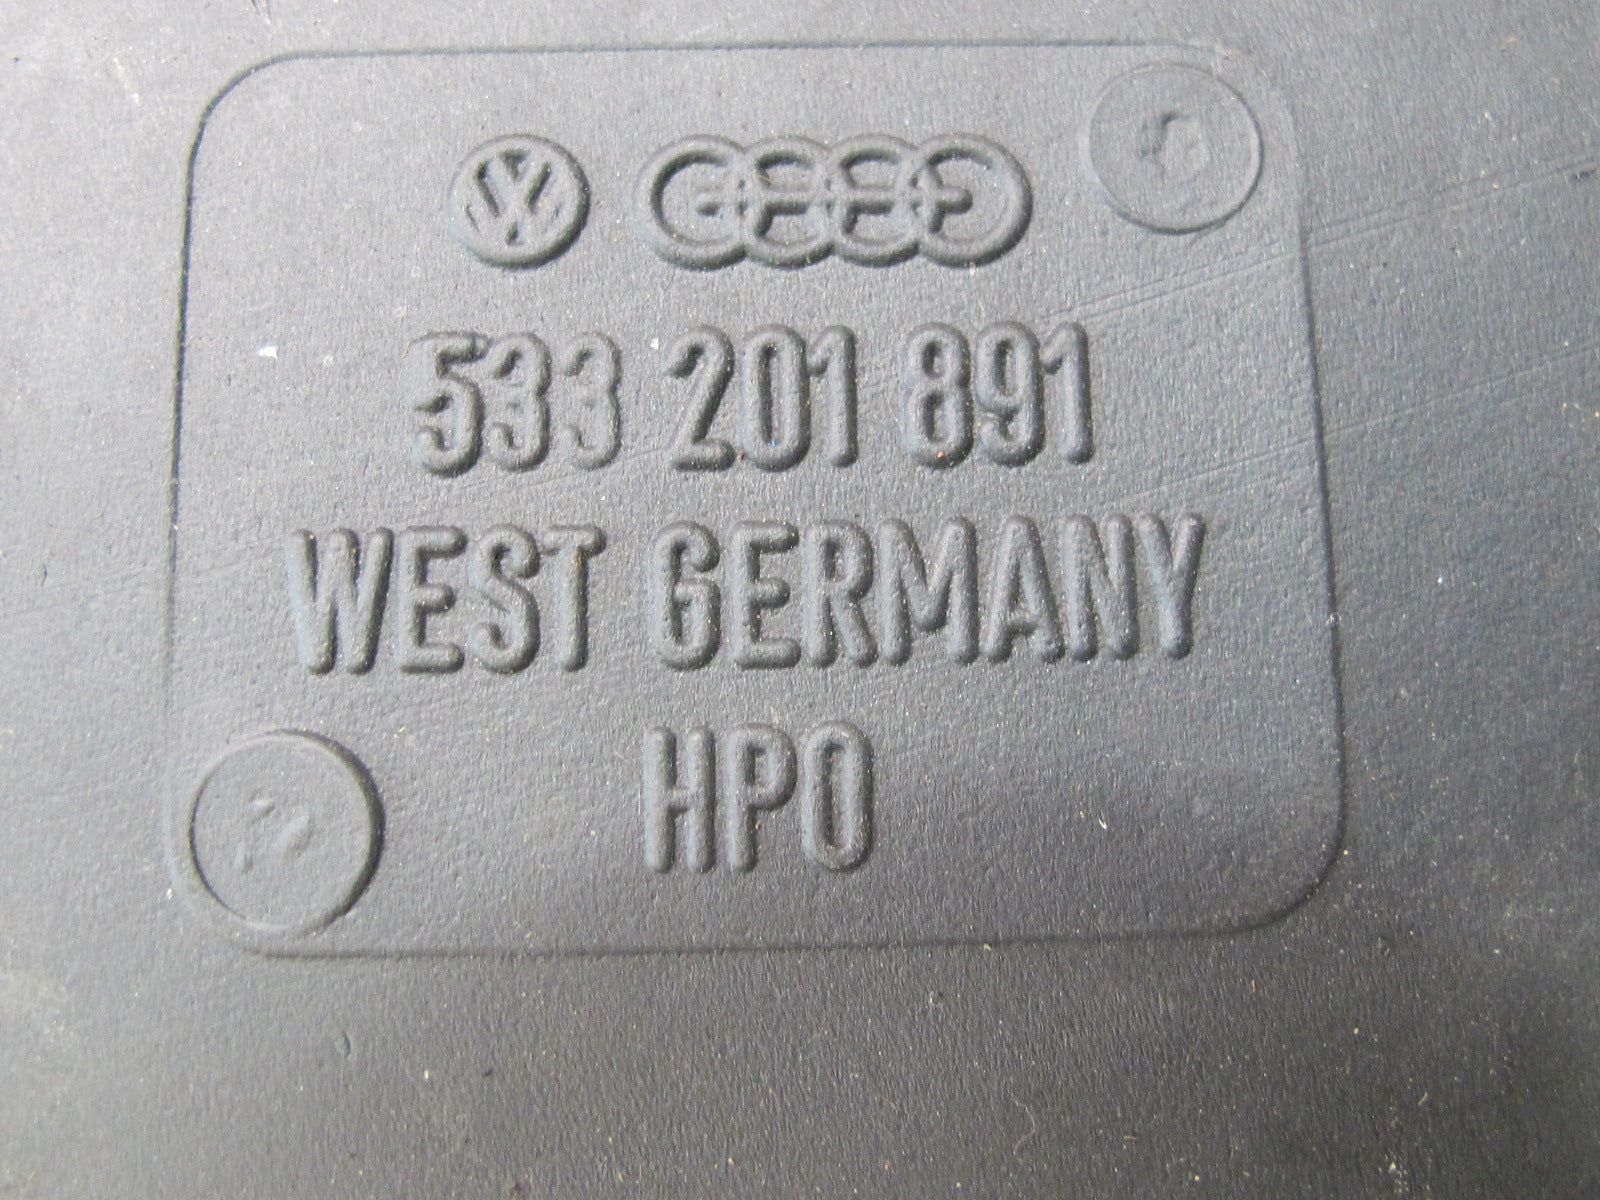 533 201 891
WEST GERMANY
HPO